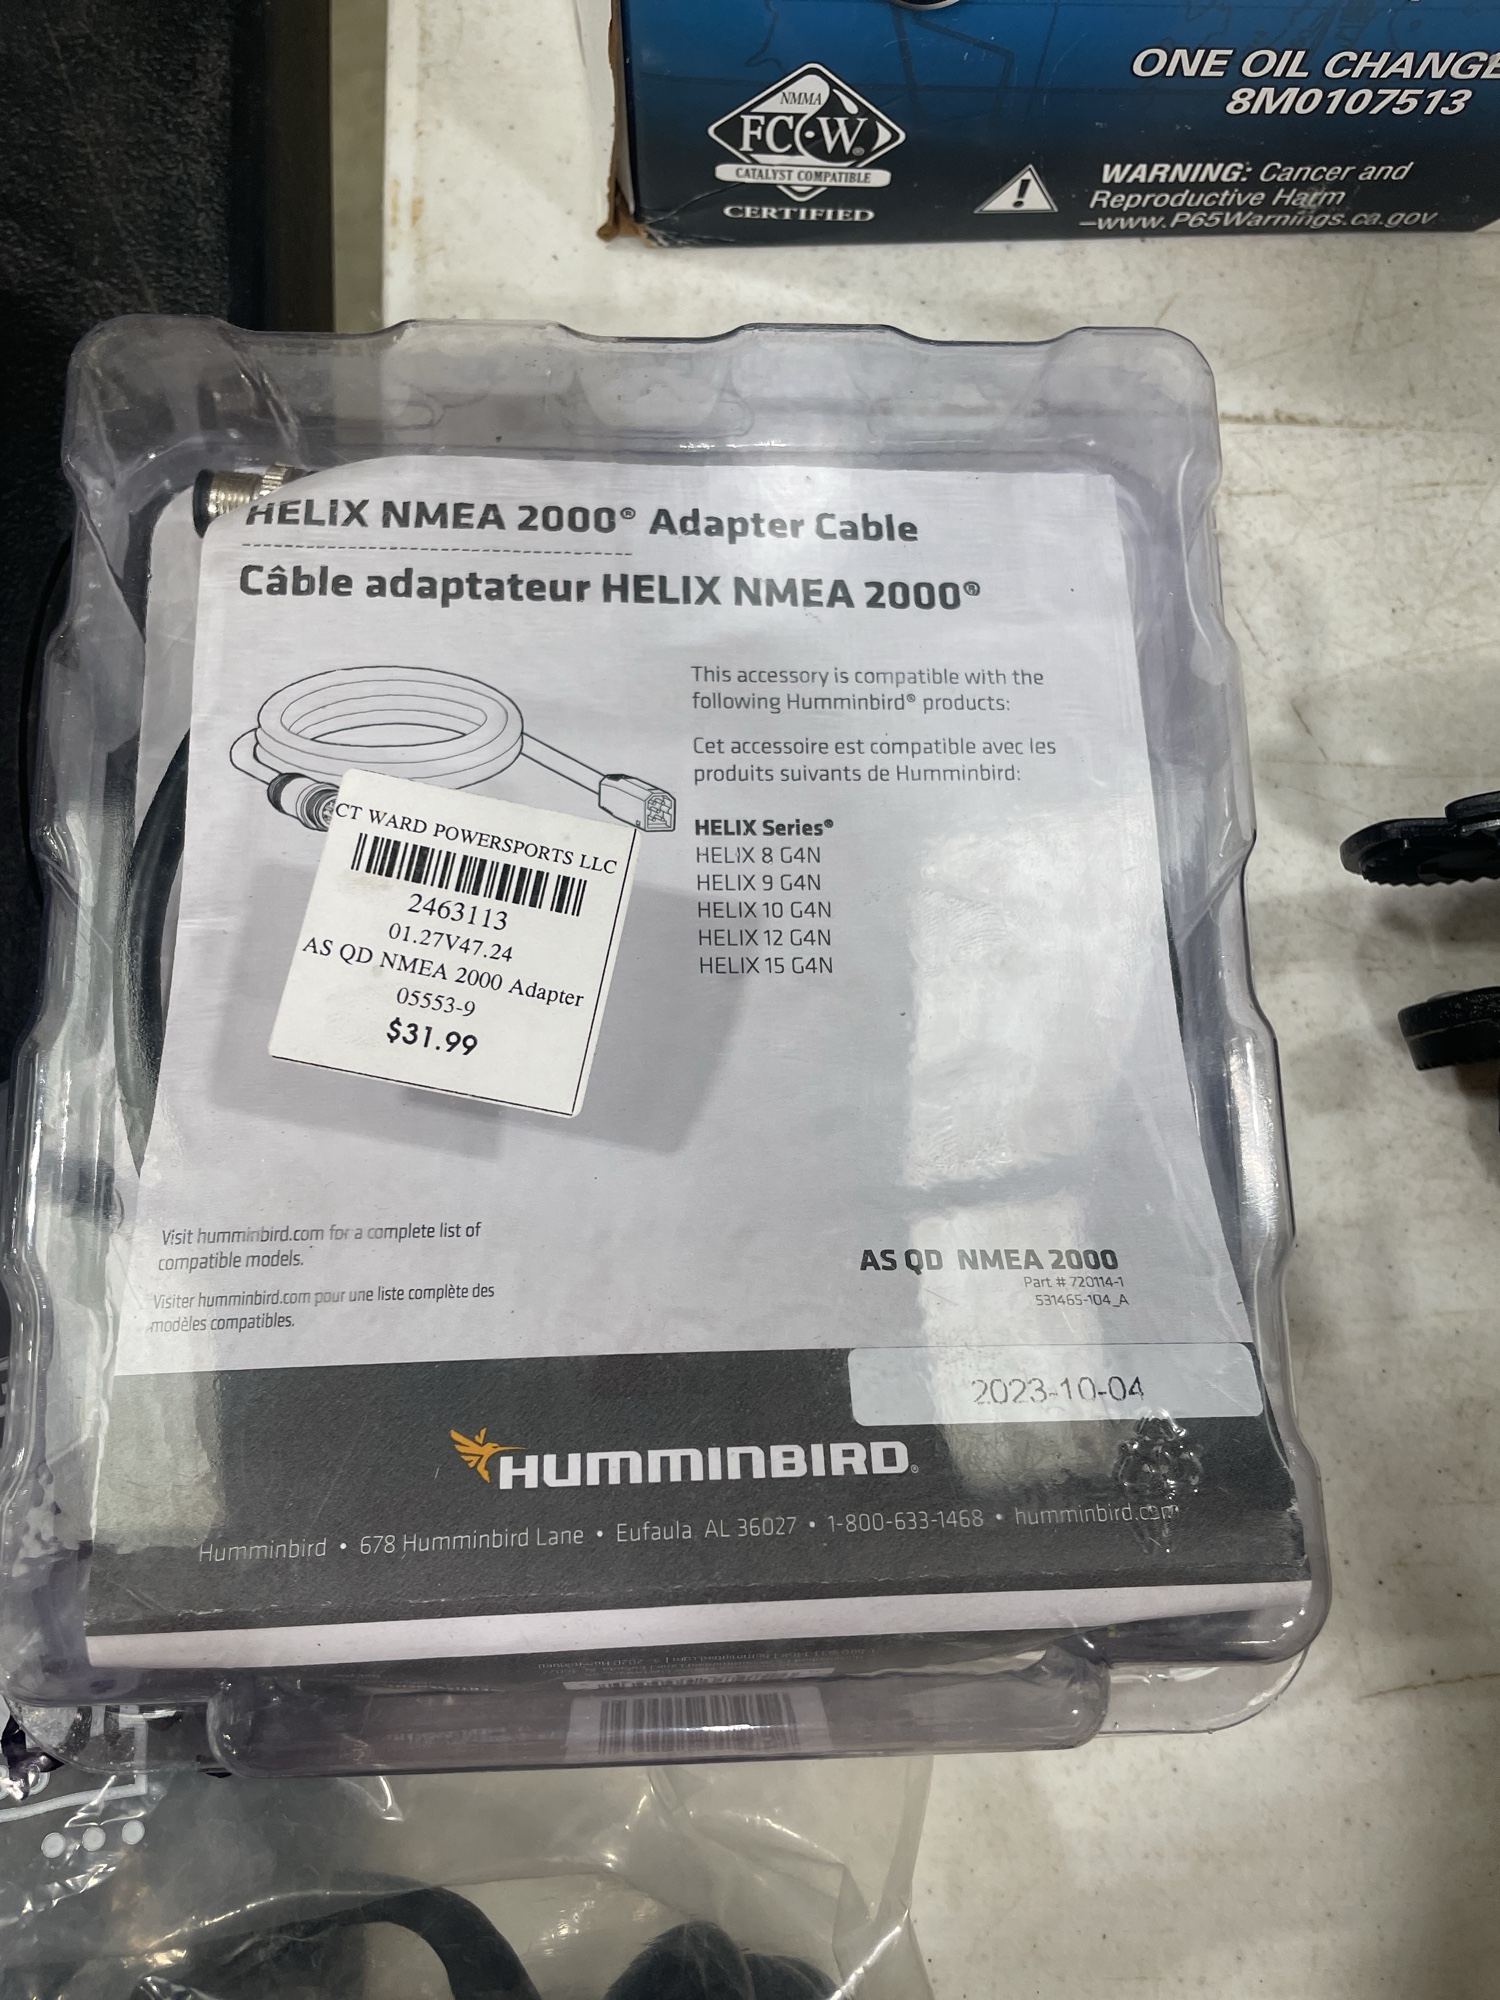 ONE OIL CHANGE
8M0107513
NMMA
FC-W®
CATALYST COMPATIBLE
CERTIFIED
WARNING: Cancer and
Reproductive Harm
–www.P65Warnings.ca.gov
HELIX NMEA 2000® Adapter Cable
Câble adaptateur HELIX NMEA 2000®
This accessory is compatible with the
following Humminbird® products:
Cet accessoire est compatible avec les
produits suivants de Humminbird:
HELIX Series®
HELIX 8 G4N
HELIX 9 G4N
HELIX 10 G4N
HELIX 12 G4N
HELIX 15 G4N
CT WARD POWERSPORTS LLC
2463113
01.27V47.24
AS QD NMEA 2000 Adapter
05553-9
$31.99
Visit humminbird.com for a complete list of
compatible models.
Visiter humminbird.com pour une liste complète des
modèles compatibles.
AS QD NMEA 2000
Part # 720114-1
531465-104_A
2023-10-04
HUMMINBIRD®
Humminbird • 678 Humminbird Lane • Eufaula AL 36027 • 1-800-633-1468 • humminbird.com